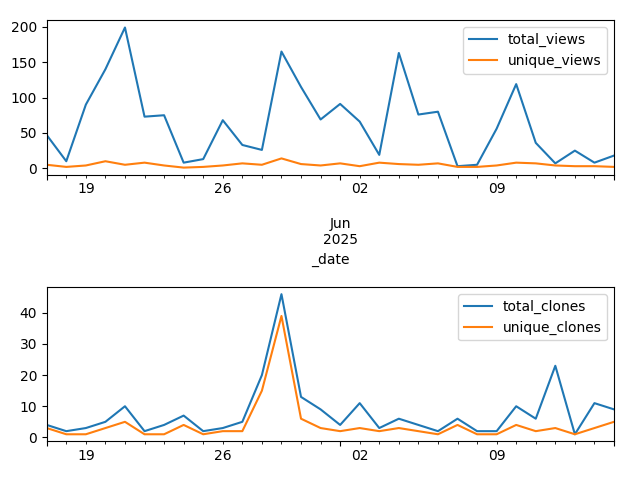 200
150
100
50
0
total_views
unique_views
19 26 02 09
Jun
2025
_date
40
30
20
10
0
total_clones
unique_clones
19 26 02 09